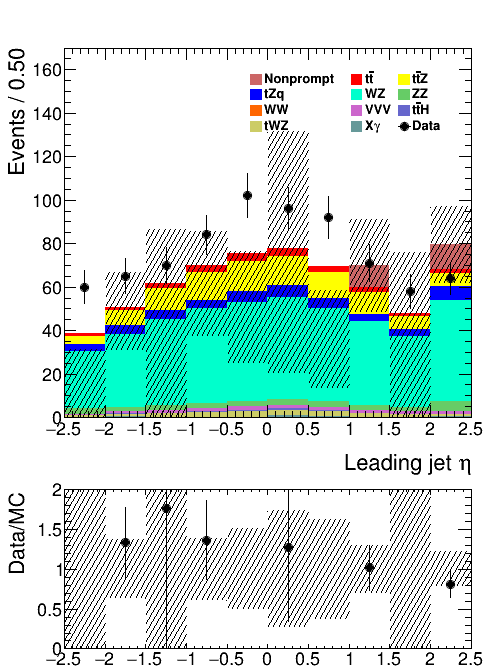 Events / 0.50
160
140
120
100
80
60
40
20
0
Nonprompt tt̄ tt̄Z
tZq WZ ZZ
WW VVV tt̄H
tWZ Xγ Data
−2.5 −2 −1.5 −1 −0.5 0 0.5 1 1.5 2 2.5
Leading jet η
Data/MC
2
1.5
1
0.5
0
−2.5 −2 −1.5 −1 −0.5 0 0.5 1 1.5 2 2.5